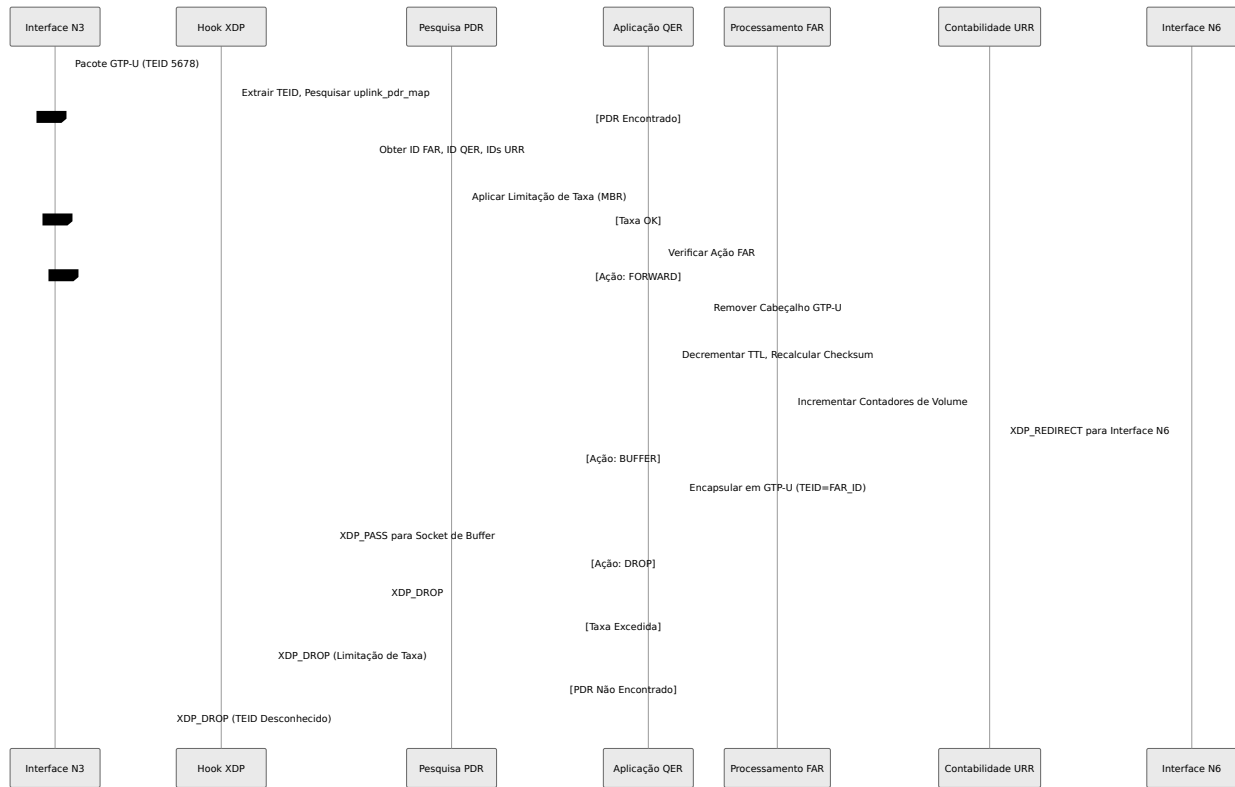 Interface N3
Hook XDP
Pesquisa PDR
Aplicação QER
Processamento FAR
Contabilidade URR
Interface N6
Pacote GTP-U (TEID 5678)
Extrair TEID, Pesquisar uplink_pdr_map
[PDR Encontrado]
Obter ID FAR, ID QER, IDs URR
Aplicar Limitação de Taxa (MBR)
[Taxa OK]
Verificar Ação FAR
[Ação: FORWARD]
Remover Cabeçalho GTP-U
Decrementar TTL, Recalcular Checksum
Incrementar Contadores de Volume
XDP_REDIRECT para Interface N6
[Ação: BUFFER]
Encapsular em GTP-U (TEID=FAR_ID)
XDP_PASS para Socket de Buffer
[Ação: DROP]
XDP_DROP
[Taxa Excedida]
XDP_DROP (Limitação de Taxa)
[PDR Não Encontrado]
XDP_DROP (TEID Desconhecido)
Interface N3
Hook XDP
Pesquisa PDR
Aplicação QER
Processamento FAR
Contabilidade URR
Interface N6